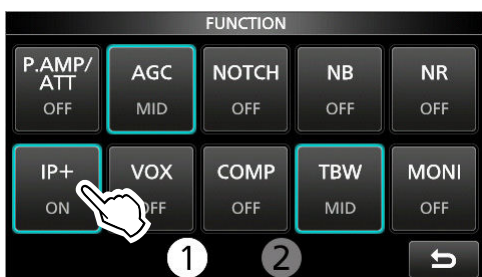 FUNCTION
P.AMP/ AGC NOTCH NB NR
ATT
OFF MID OFF OFF OFF
IP+ VOX COMP TBW MONI
ON OFF OFF MID OFF
1 2